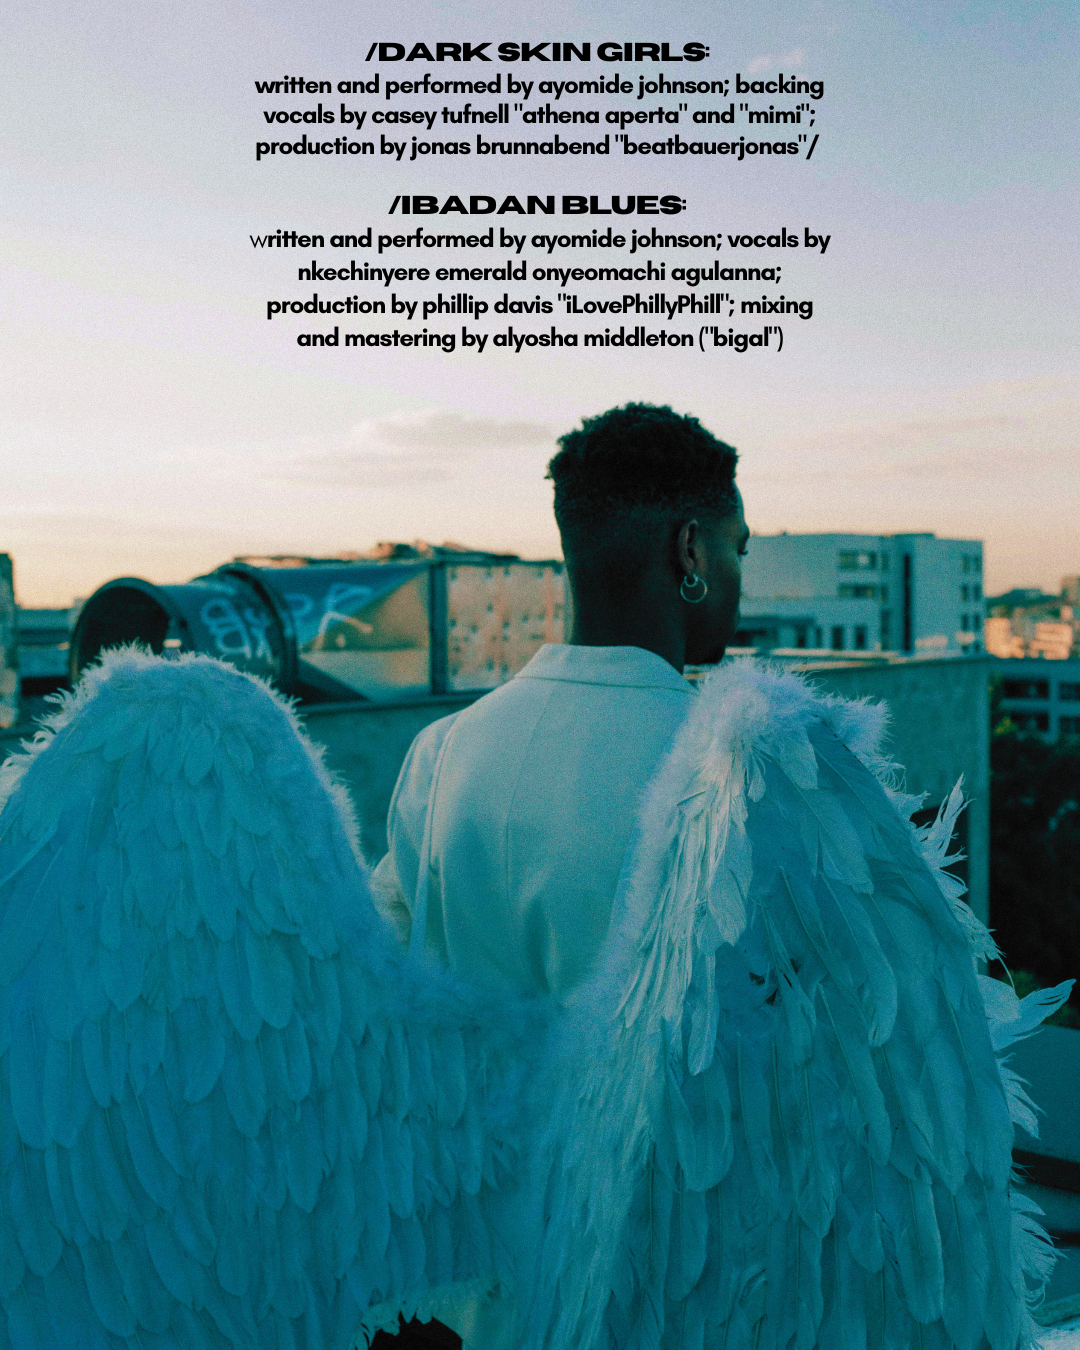 /DARK SKIN GIRLS:
written and performed by ayomide johnson; backing
vocals by casey tufnell "athena aperta" and "mimi";
production by jonas brunnabend "beatbauerjonas"/
/IBADAN BLUES:
written and performed by ayomide johnson; vocals by
nkechinyere emerald onyeomachi agulanna;
production by phillip davis "iLovePhillyPhill"; mixing
and mastering by alyosha middleton ("bigal")